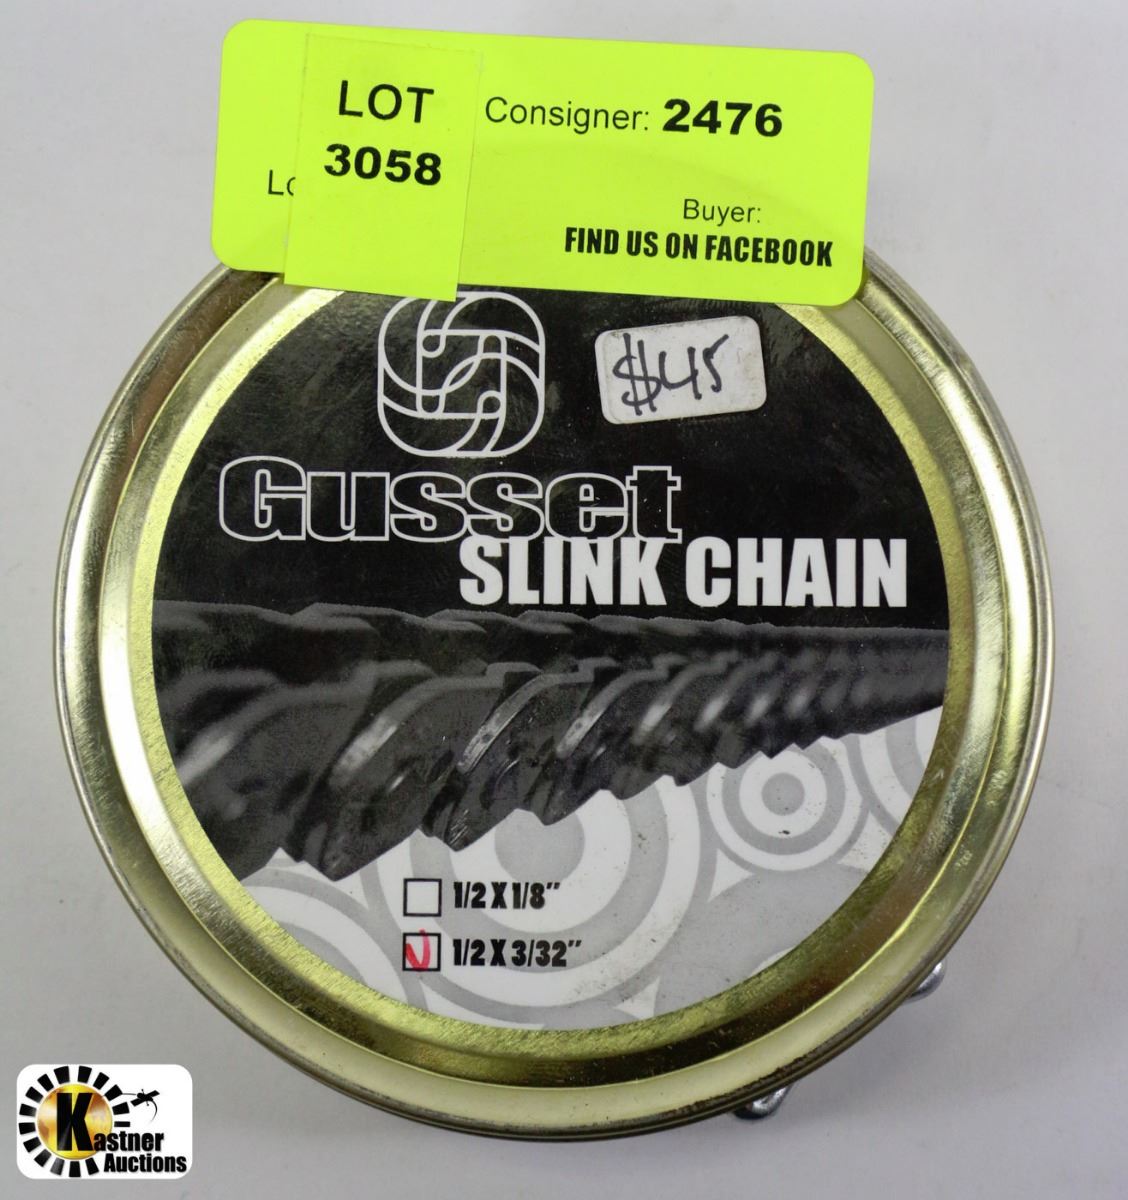 LOT
3058
Consigner: 2476
Lo
Buyer:
FIND US ON FACEBOOK
$45
Gusset
SLINK CHAIN
1/2 X 1/8"
1/2 X 3/32"
Kastner
Auctions